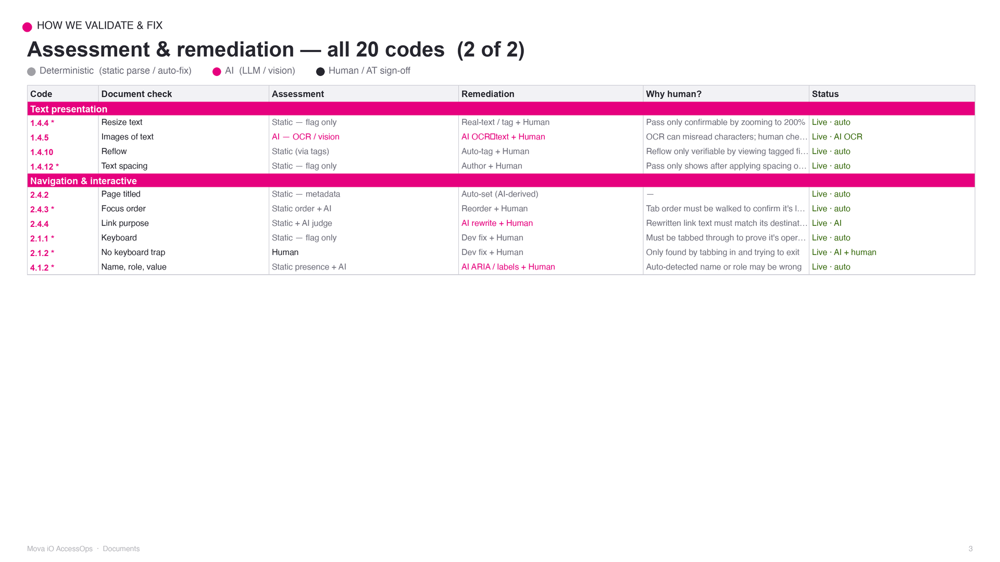 HOW WE VALIDATE & FIX
Assessment & remediation — all 20 codes (2 of 2)
Deterministic (static parse / auto-fix) AI (LLM / vision) Human / AT sign-off
Code Document check Assessment Remediation Why human? Status
Text presentation
1.4.4 * Resize text Static — flag only Real-text / tag + Human Pass only confirmable by zooming to 200% Live · auto
1.4.5 Images of text AI — OCR / vision AI OCR□text + Human OCR can misread characters; human che… Live · AI OCR
1.4.10 Reflow Static (via tags) Auto-tag + Human Reflow only verifiable by viewing tagged fi… Live · auto
1.4.12 * Text spacing Static — flag only Author + Human Pass only shows after applying spacing o… Live · auto
Navigation & interactive
2.4.2 Page titled Static — metadata Auto-set (AI-derived) — Live · auto
2.4.3 * Focus order Static order + AI Reorder + Human Tab order must be walked to confirm it's l… Live · auto
2.4.4 Link purpose Static + AI judge AI rewrite + Human Rewritten link text must match its destinat… Live · AI
2.1.1 * Keyboard Static — flag only Dev fix + Human Must be tabbed through to prove it's oper… Live · auto
2.1.2 * No keyboard trap Human Dev fix + Human Only found by tabbing in and trying to exit Live · AI + human
4.1.2 * Name, role, value Static presence + AI AI ARIA / labels + Human Auto-detected name or role may be wrong Live · auto
Mova iO AccessOps · Documents 3